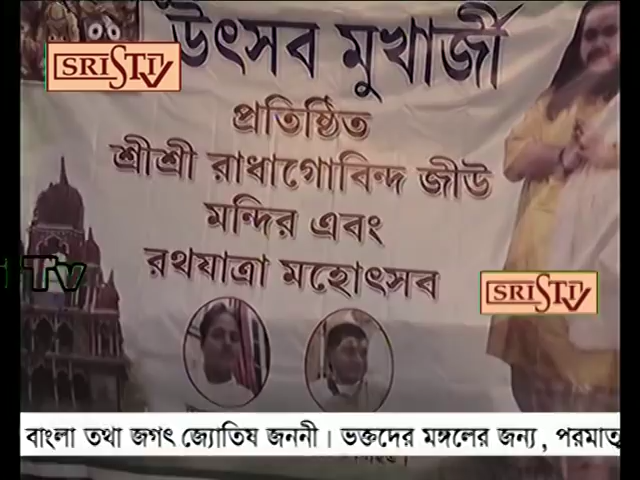 SRISTI TV
উৎসব মুখার্জী
প্রতিষ্ঠিত
শ্রীশ্রী রাধাগোবিন্দ জীউ
মন্দির এবং
রথযাত্রা মহোৎসব
TV
SRISTI TV
বাংলা তথা জগৎ জ্যোতিষ জননী। ভক্তদের মঙ্গলের জন্য, পরমাত্